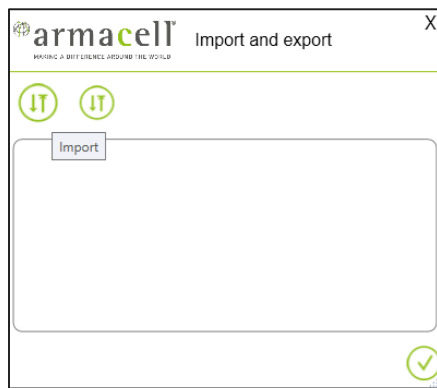 armacell
Import and export
X
MAKING A DIFFERENCE AROUND THE WORLD
Import